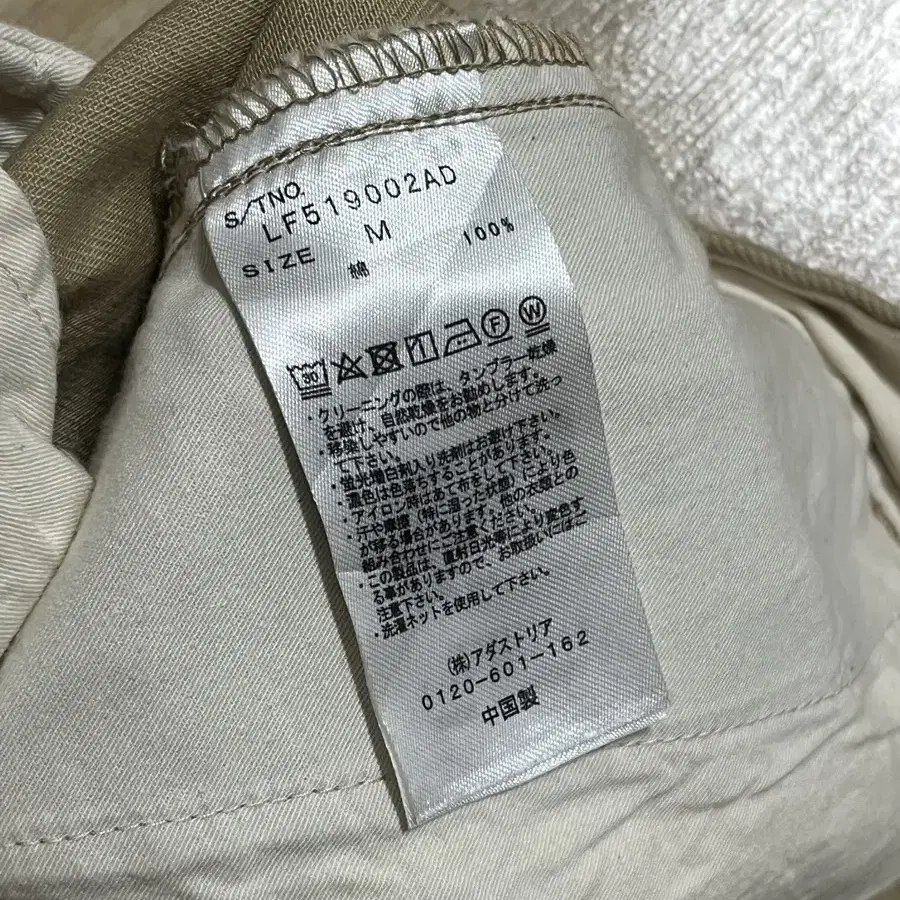 S/TNO.
LF519002AD
SIZE M
綿 100%
30 F W
・クリーニングの際は、タンブラー乾燥
を避け、自然乾燥をお勧めします。
・移染しやすいので他の物と分けて洗っ
て下さい。
・蛍光増白剤入り洗剤はお避け下さい。
濃色は色落ちすることがあります。
・アイロン時はあて布をして下さい。
・汗や摩擦（特に湿った状態）により色
が移る場合があります。他の衣類との
組み合わせにご注意ください。
・この製品は、直射日光等により変色す
る事がありますので、お取扱いにはご
注意下さい。
・洗濯ネットを使用して下さい。
(株)アダストリア
0120-601-162
中国製